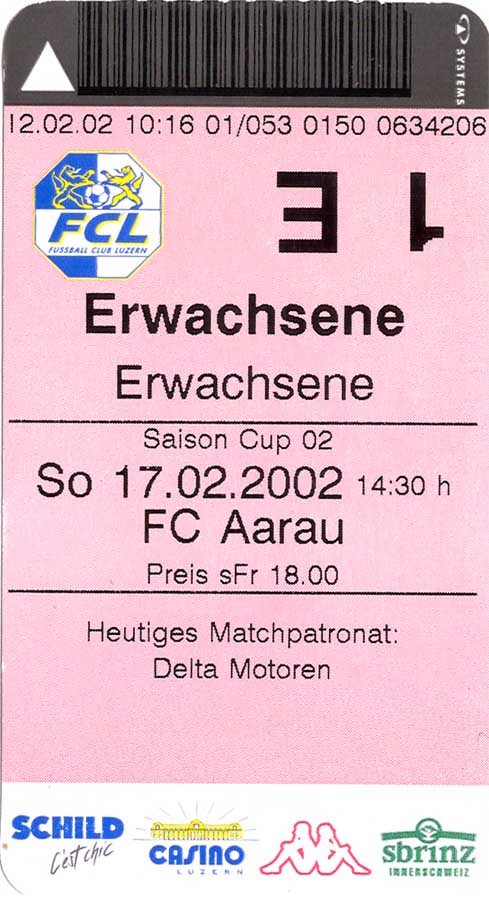 SYSTEMS
12.02.02 10:16 01/053 0150 0634206
E 1
FCL
FUSSBALL CLUB LUZERN
Erwachsene
Erwachsene
Saison Cup 02
So 17.02.2002 14:30 h
FC Aarau
Preis sFr 18.00
Heutiges Matchpatronat:
Delta Motoren
SCHILD
C'est chic
CASINO
LUZERN
sbrinz
INNERSCHWEIZ